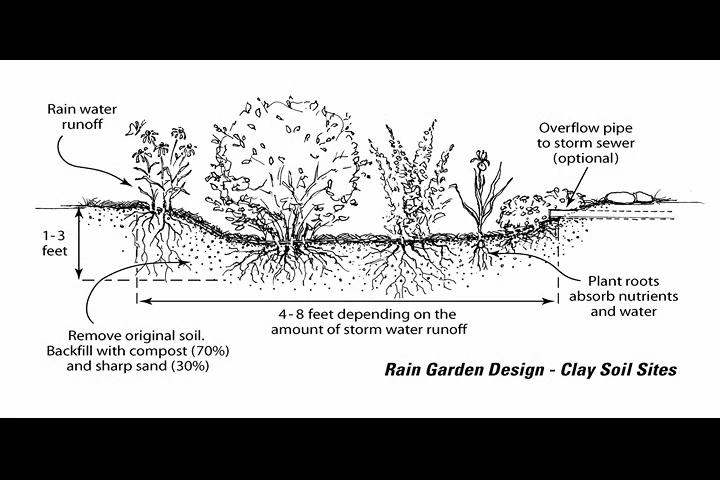 Rain water
runoff
Overflow pipe
to storm sewer
(optional)
1-3
feet
Plant roots
absorb nutrients
and water
4-8 feet depending on the
amount of storm water runoff
Remove original soil.
Backfill with compost (70%)
and sharp sand (30%)
Rain Garden Design - Clay Soil Sites